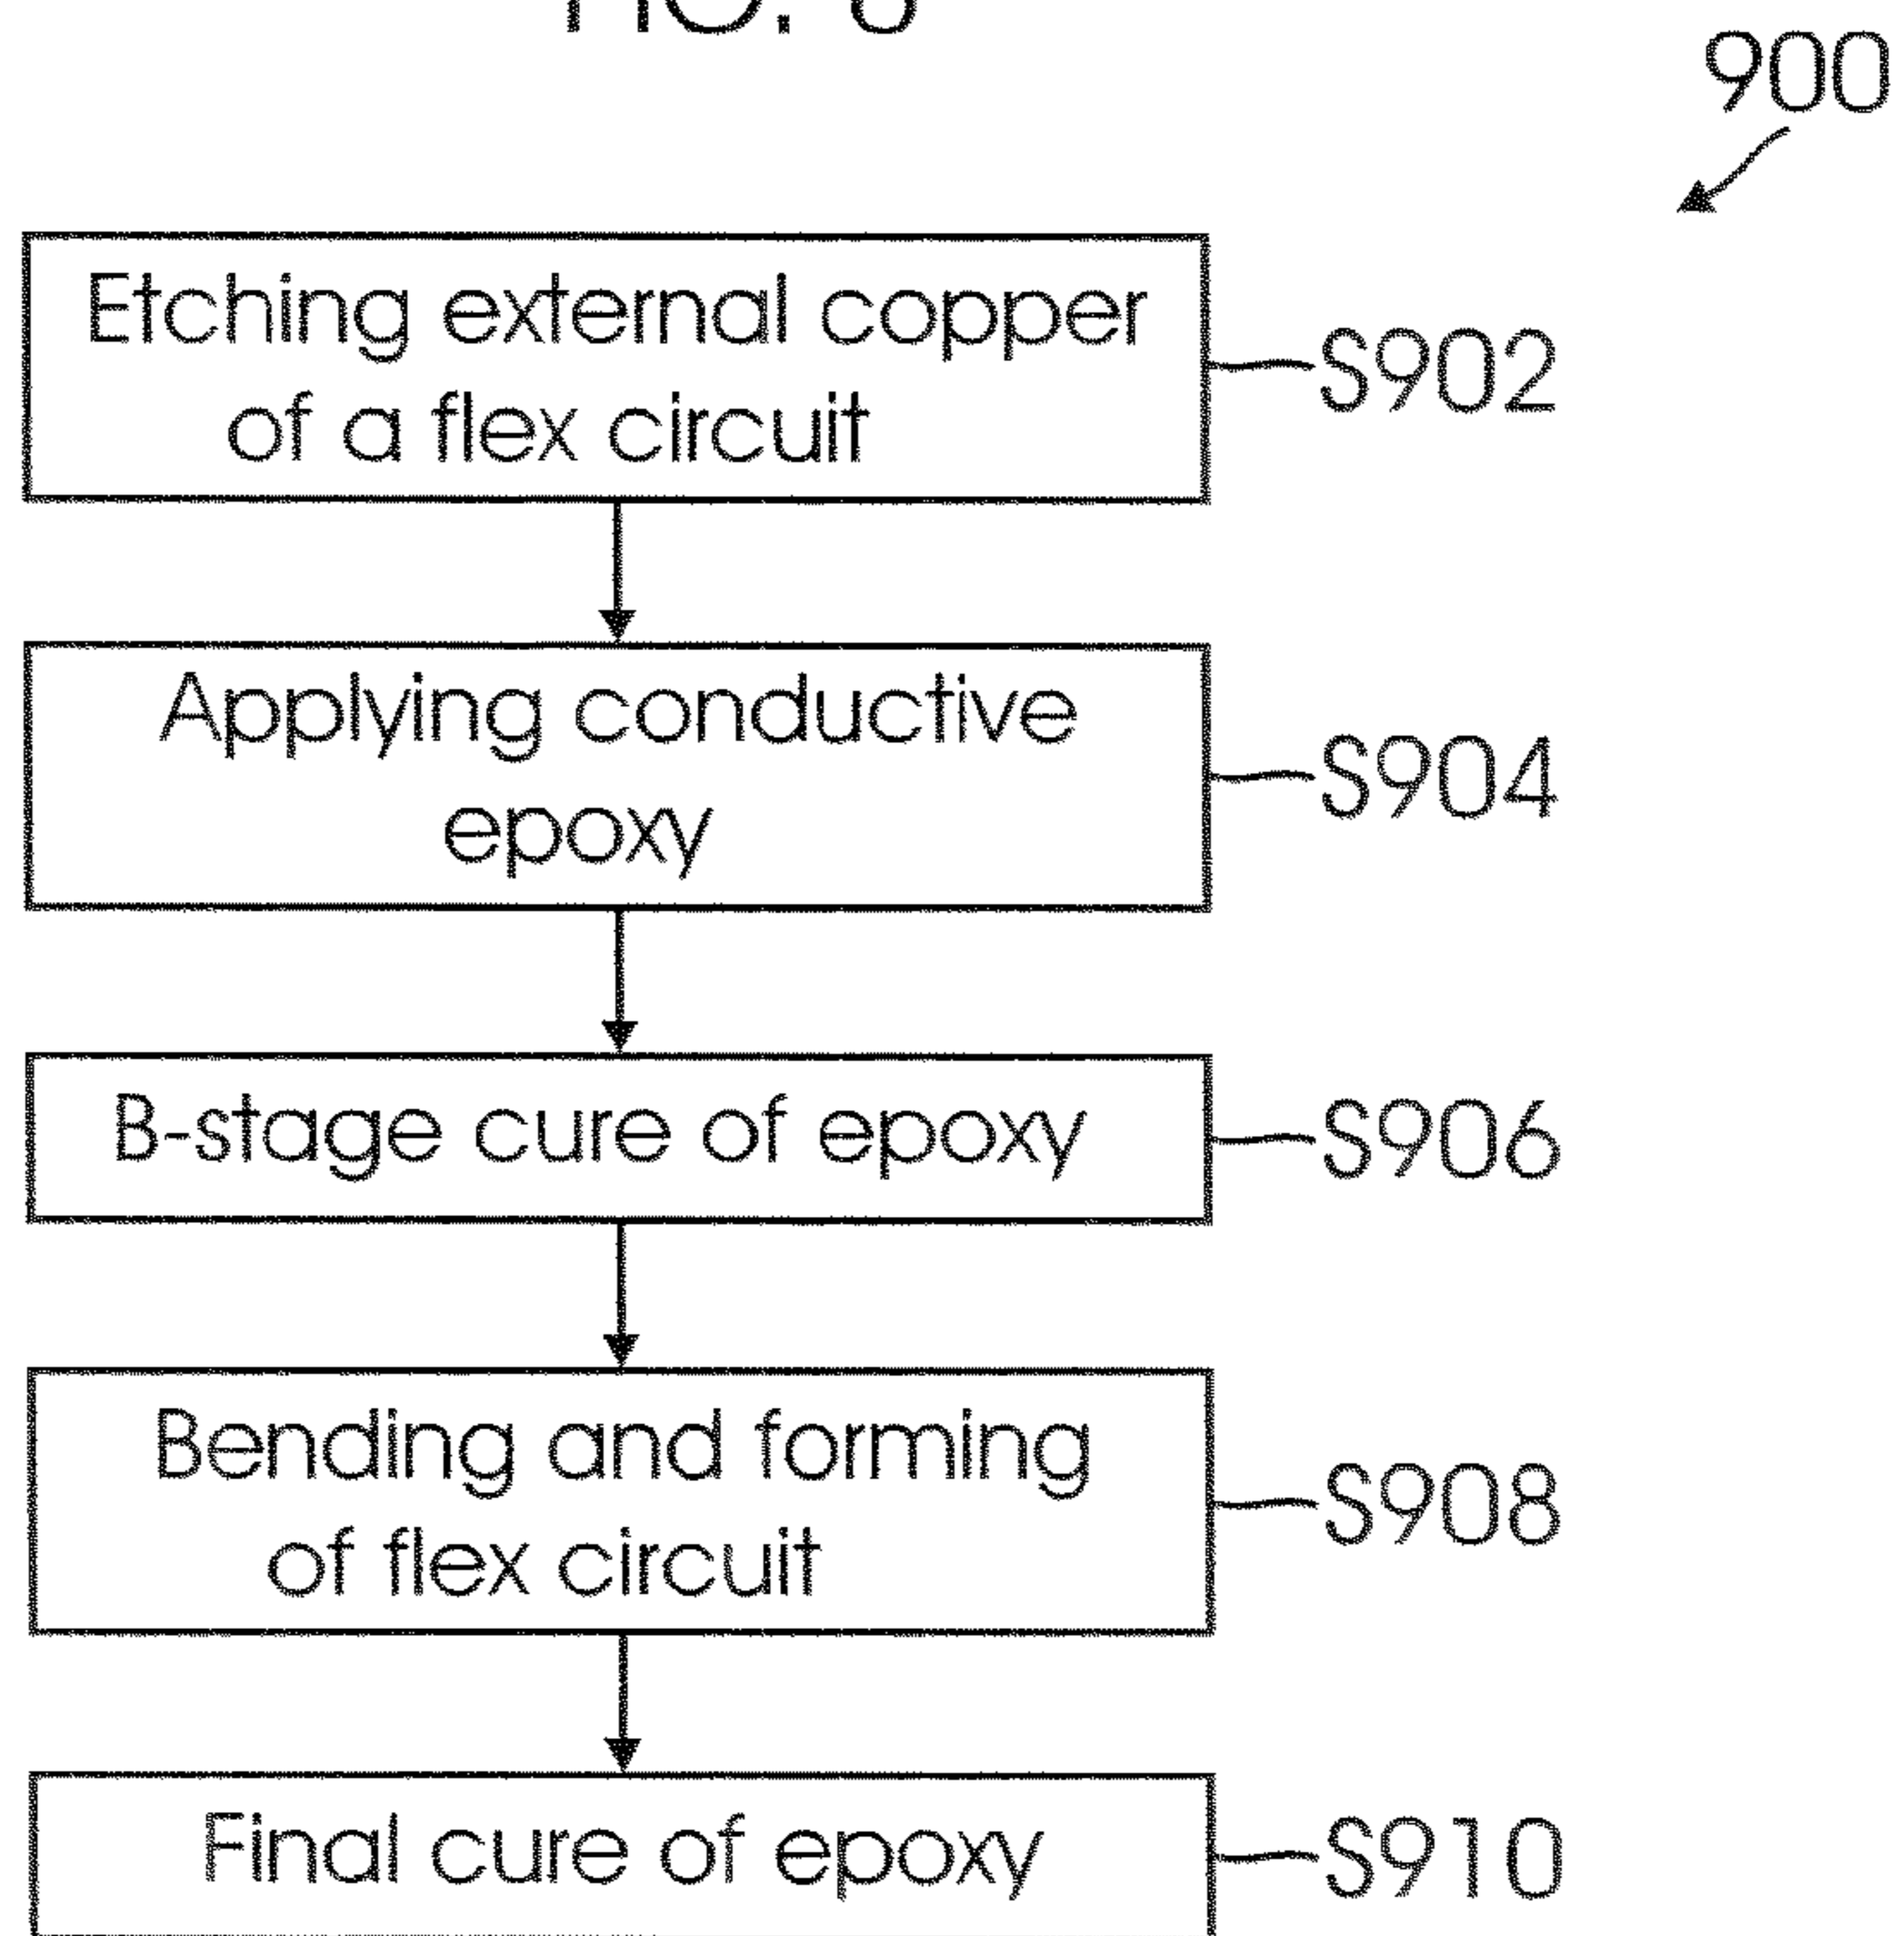 900
Etching external copper
of a flex circuit
S902
Applying conductive
epoxy
S904
B-stage cure of epoxy
S906
Bending and forming
of flex circuit
S908
Final cure of epoxy
S910